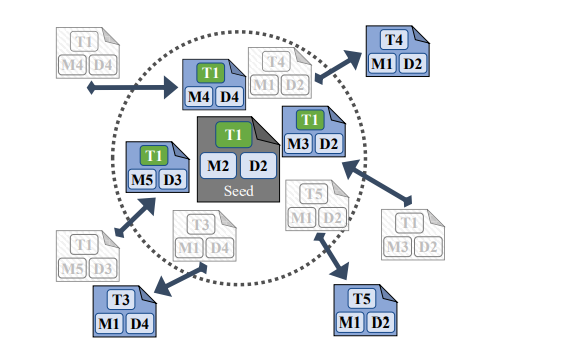 T1
M4 D4
T1
M4 D4
T4
M1 D2
T4
M1 D2
T1
M2 D2
Seed
T1
M3 D2
T1
M5 D3
T5
M1 D2
T3
M1 D4
T1
M3 D2
T1
M5 D3
T3
M1 D4
T5
M1 D2